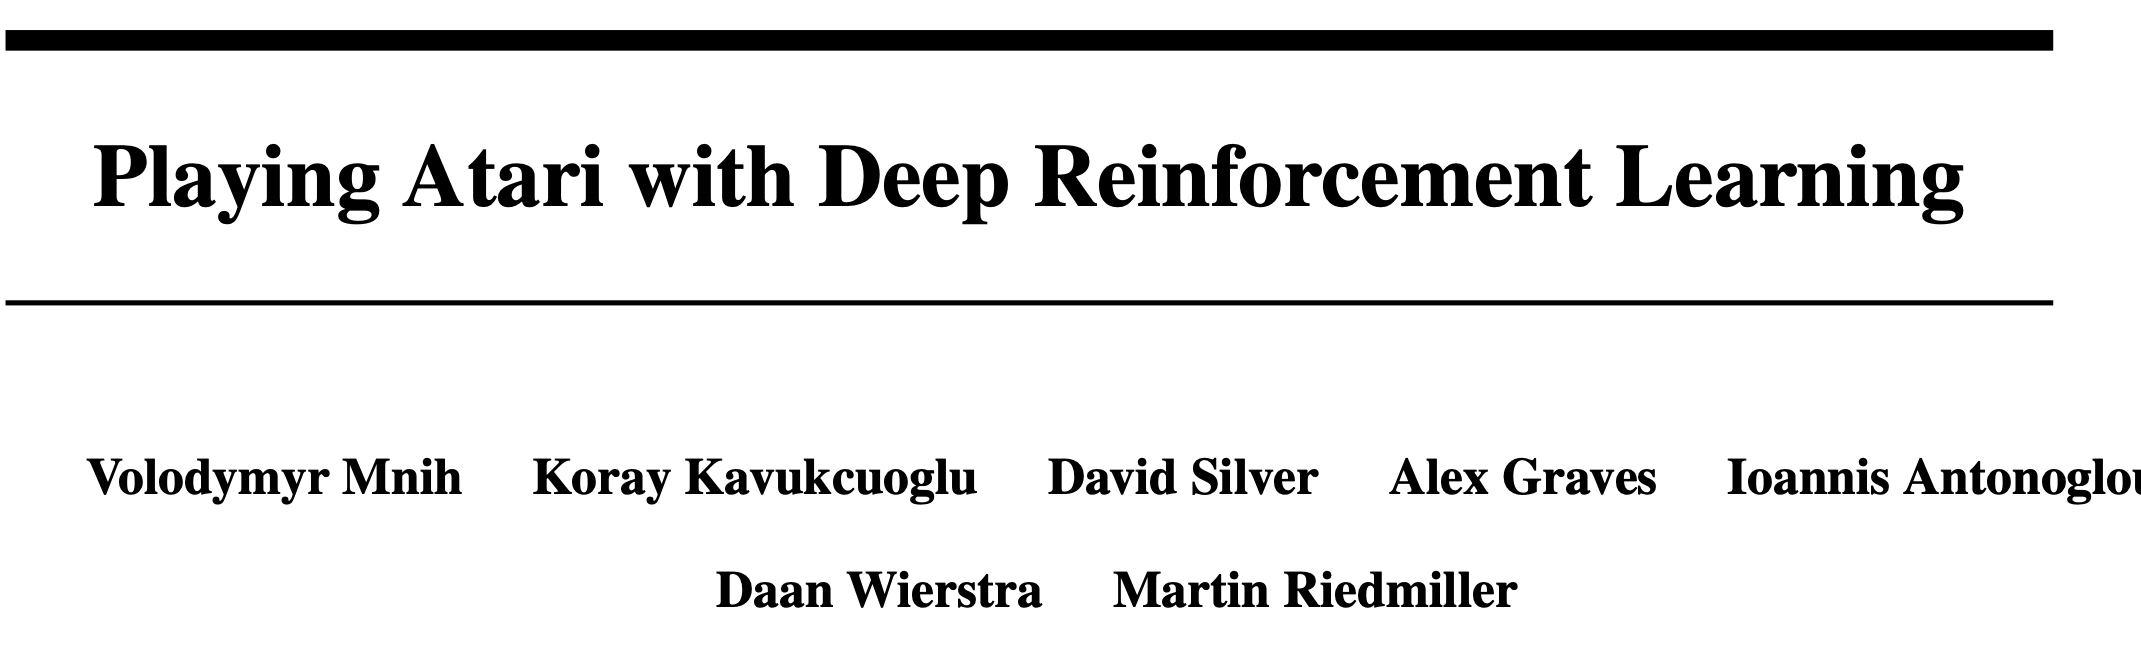 Playing Atari with Deep Reinforcement Learning
Volodymyr Mnih Koray Kavukcuoglu David Silver Alex Graves Ioannis Antonoglou
Daan Wierstra Martin Riedmiller